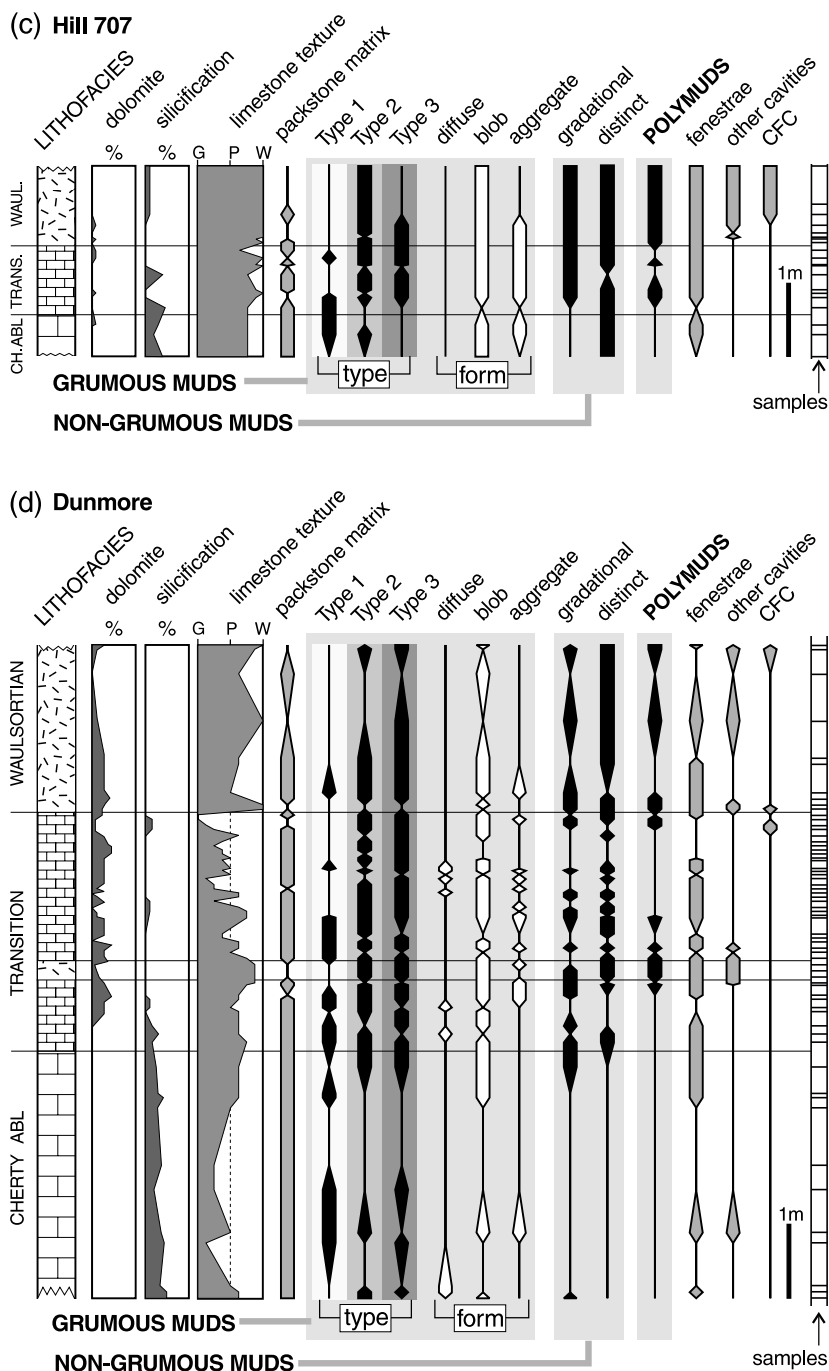 (c) Hill 707
LITHOFACIES
dolomite
silicification
limestone texture
packstone matrix
Type 1
Type 2
Type 3
diffuse
blob
aggregate
gradational
distinct
POLYMUDS
fenestrae
other cavities
CFC
% % G P W
WAUL.
TRANS.
CH.ABL
1m
type form
GRUMOUS MUDS
samples
NON-GRUMOUS MUDS
(d) Dunmore
LITHOFACIES
dolomite
silicification
limestone texture
packstone matrix
Type 1
Type 2
Type 3
diffuse
blob
aggregate
gradational
distinct
POLYMUDS
fenestrae
other cavities
CFC
% % G P W
WAULSORTIAN
TRANSITION
CHERTY ABL
1m
type form
GRUMOUS MUDS
samples
NON-GRUMOUS MUDS